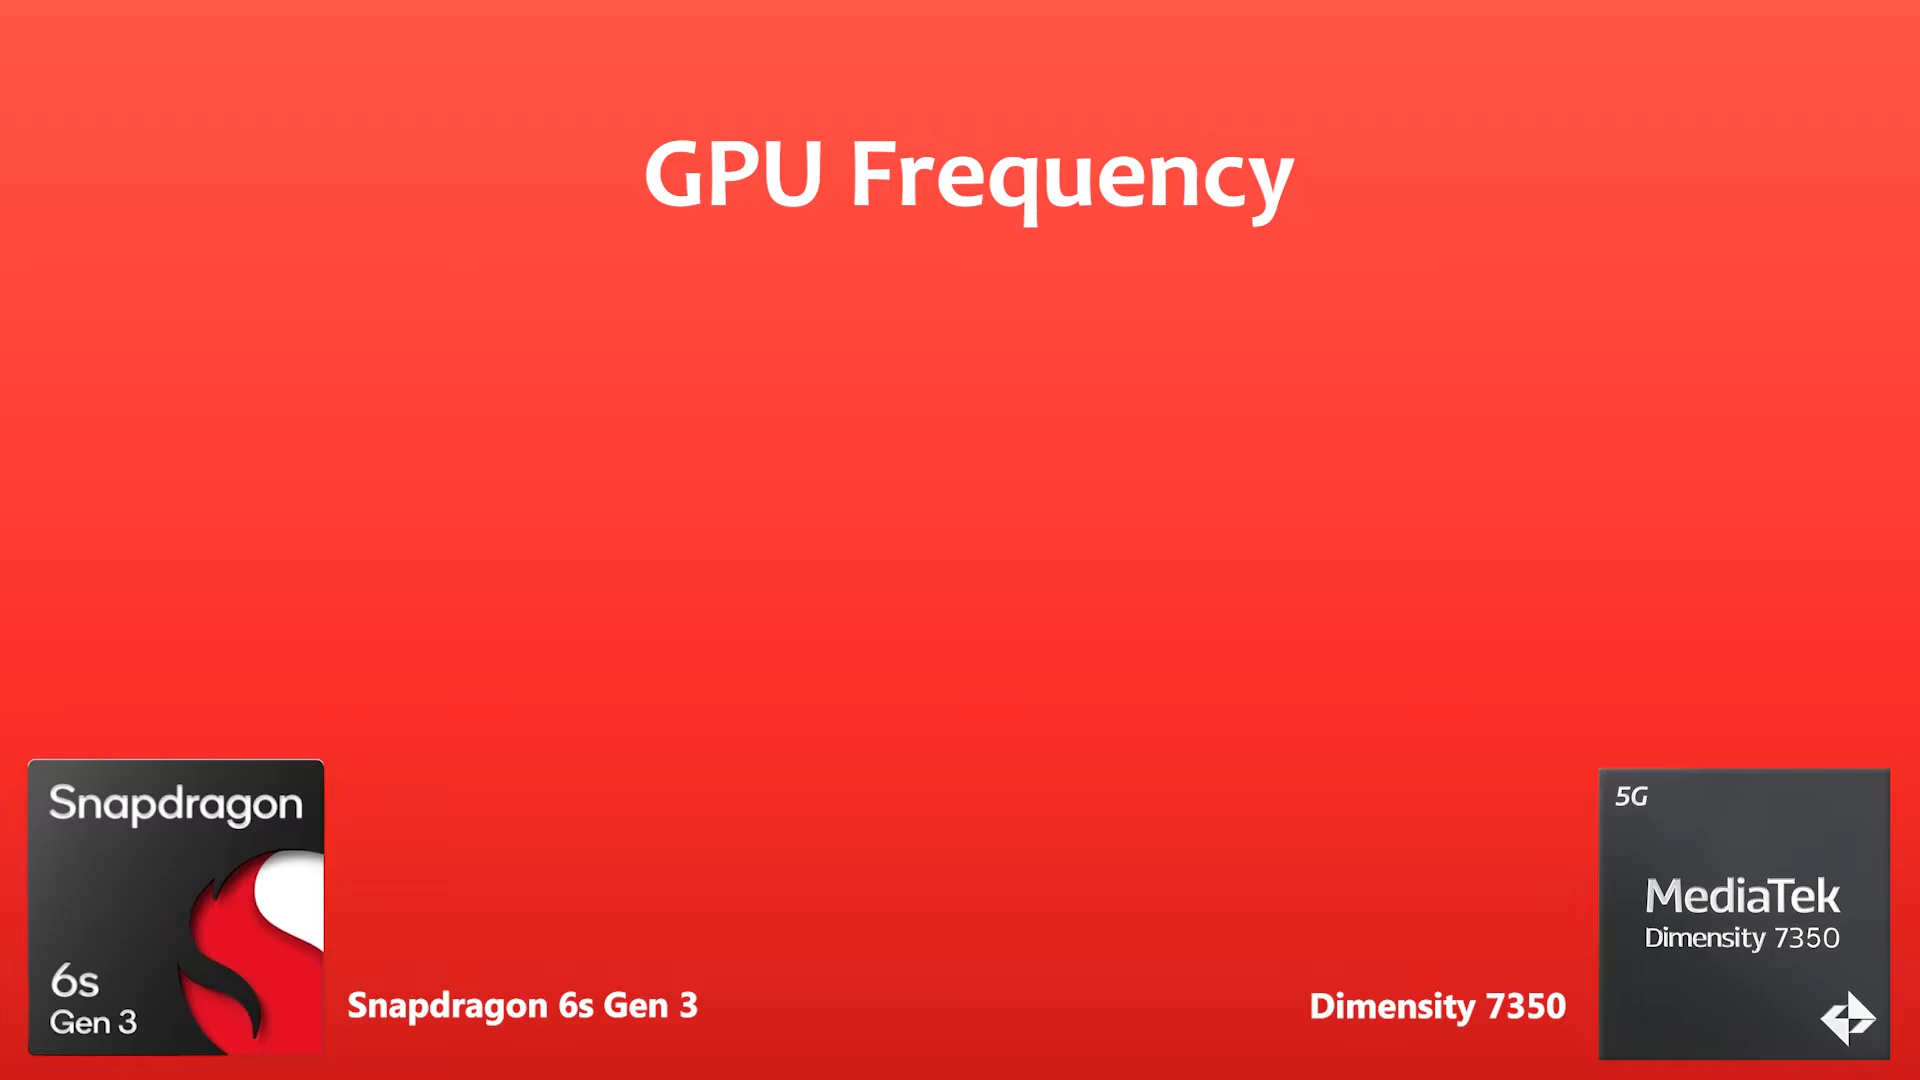 GPU Frequency
Snapdragon
6s
Gen 3
Snapdragon 6s Gen 3
Dimensity 7350
5G
MediaTek
Dimensity 7350